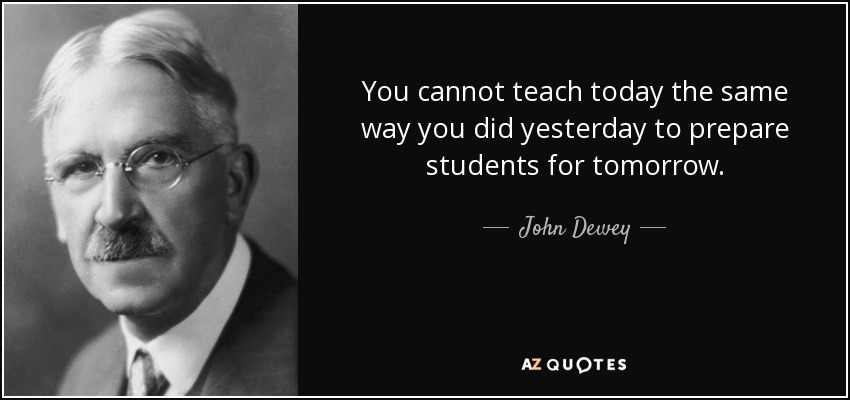 You cannot teach today the same
way you did yesterday to prepare
students for tomorrow.
— John Dewey —
AZ QUOTES